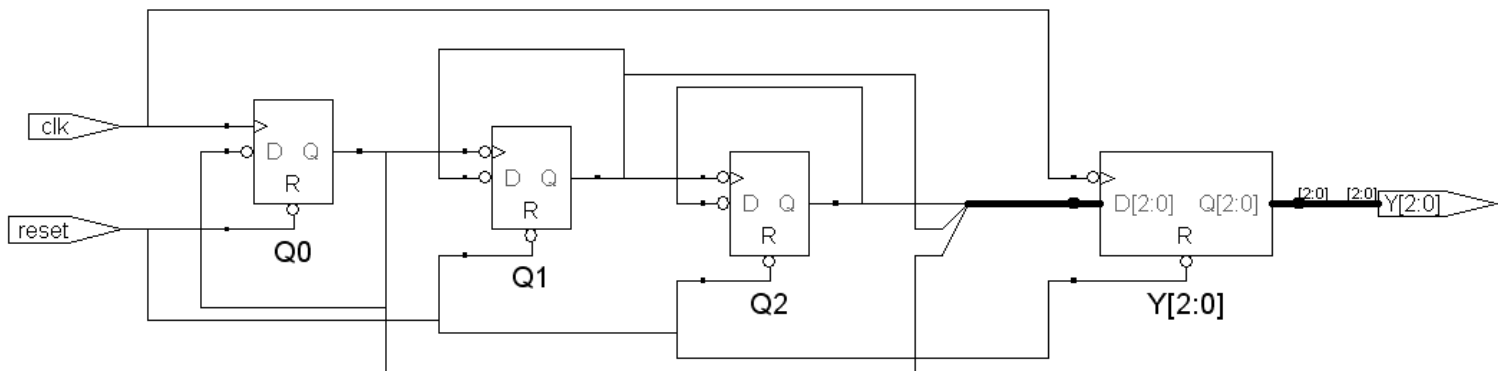 clk
reset
D Q
R
Q0
D Q
R
Q1
D Q
R
Q2
D[2:0] Q[2:0]
R
Y[2:0]
[2:0] [2:0]
Y[2:0]